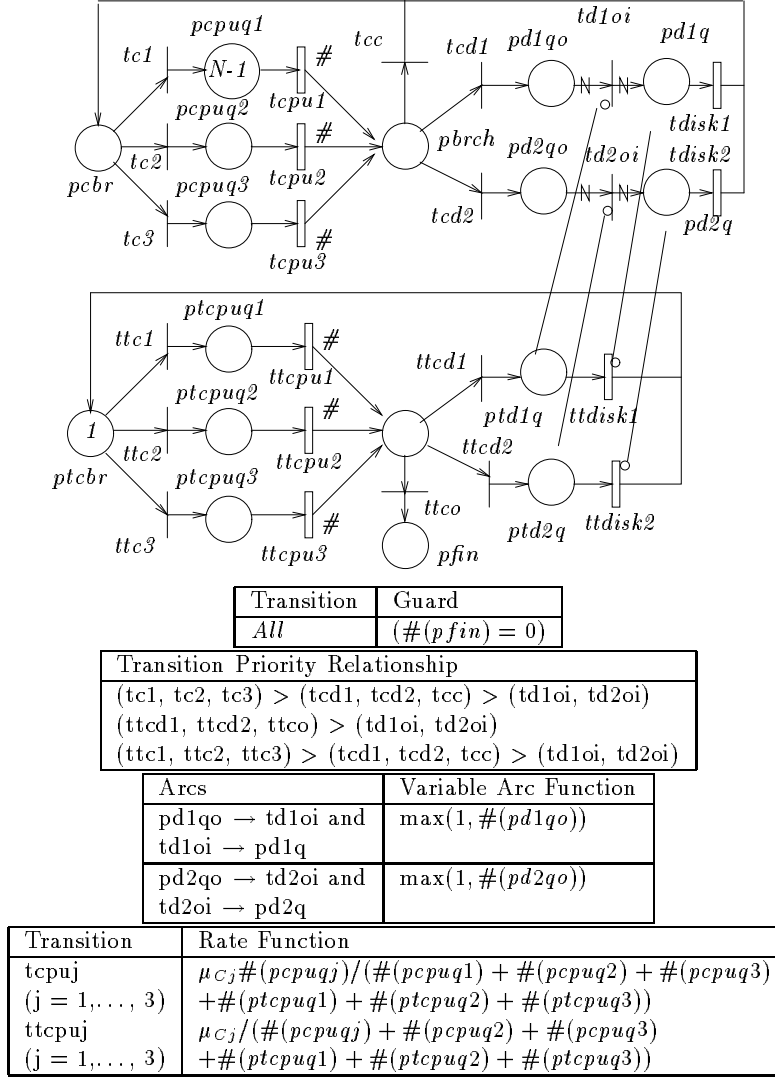 pcpuq1
td1oi
tc1
#
tcc
tcd1
pd1qo
pd1q
N-1
N
N
pcpuq2
tcpu1
#
tdisk1
pbrch
pd2qo
td2oi
tdisk2
tc2
pcpuq3
tcpu2
N
N
pcbr
#
tcd2
pd2q
tc3
tcpu3
ptcpuq1
ttc1
#
ttcd1
ttcpu1
ptcpuq2
#
ptd1q
ttdisk1
1
ttc2
ttcpu2
ttcd2
ptcbr
ptcpuq3
#
ttco
ptd2q
ttdisk2
ttc3
ttcpu3
pfin
Transition Guard
All (#(pfin) = 0)
Transition Priority Relationship
(tc1, tc2, tc3) > (tcd1, tcd2, tcc) > (td1oi, td2oi)
(ttcd1, ttcd2, ttco) > (td1oi, td2oi)
(ttc1, ttc2, ttc3) > (tcd1, tcd2, tcc) > (td1oi, td2oi)
Arcs Variable Arc Function
pd1qo → td1oi and max(1, #(pd1qo))
td1oi → pd1q
pd2qo → td2oi and max(1, #(pd2qo))
td2oi → pd2q
Transition Rate Function
tcpuj μCj#(pcpuqj)/(#(pcpuq1) + #(pcpuq2) + #(pcpuq3)
(j = 1,..., 3) +#(ptcpuq1) + #(ptcpuq2) + #(ptcpuq3))
ttcpuj μCj/(#(pcpuqj) + #(pcpuq2) + #(pcpuq3)
(j = 1,..., 3) +#(ptcpuq1) + #(ptcpuq2) + #(ptcpuq3))